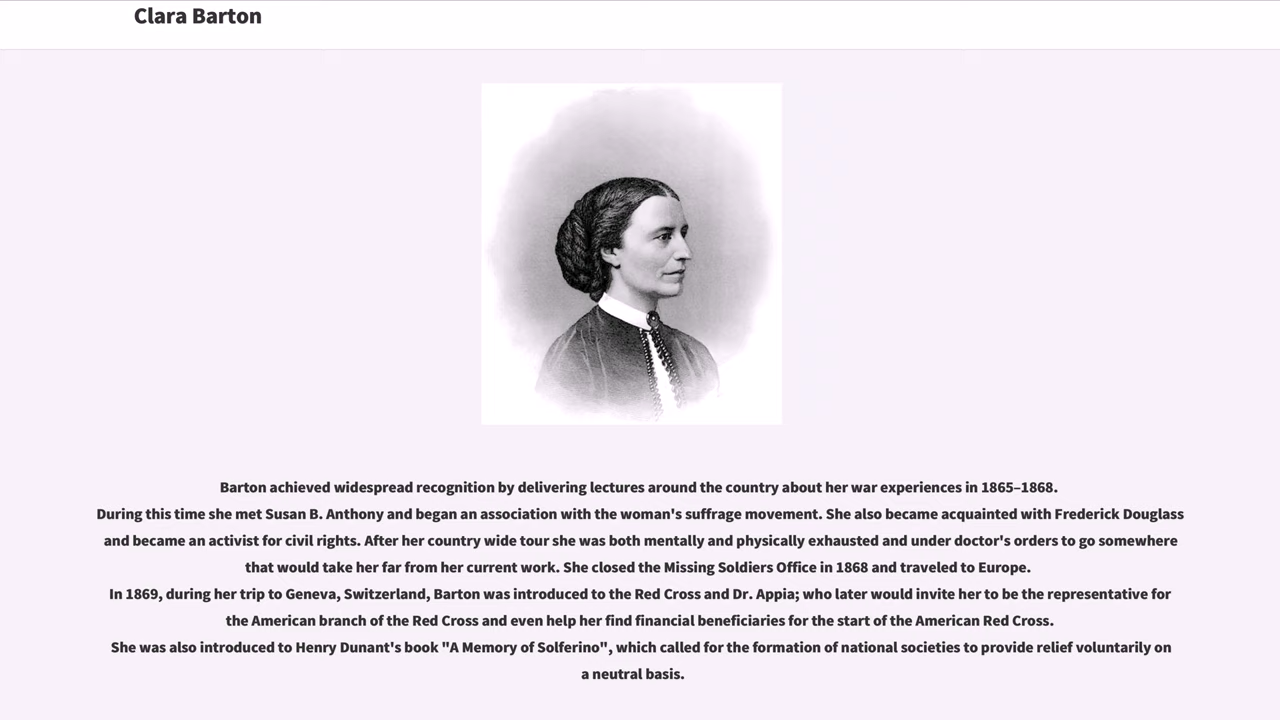 Clara Barton
Barton achieved widespread recognition by delivering lectures around the country about her war experiences in 1865–1868.
During this time she met Susan B. Anthony and began an association with the woman's suffrage movement. She also became acquainted with Frederick Douglass
and became an activist for civil rights. After her country wide tour she was both mentally and physically exhausted and under doctor's orders to go somewhere
that would take her far from her current work. She closed the Missing Soldiers Office in 1868 and traveled to Europe.
In 1869, during her trip to Geneva, Switzerland, Barton was introduced to the Red Cross and Dr. Appia; who later would invite her to be the representative for
the American branch of the Red Cross and even help her find financial beneficiaries for the start of the American Red Cross.
She was also introduced to Henry Dunant's book "A Memory of Solferino", which called for the formation of national societies to provide relief voluntarily on
a neutral basis.